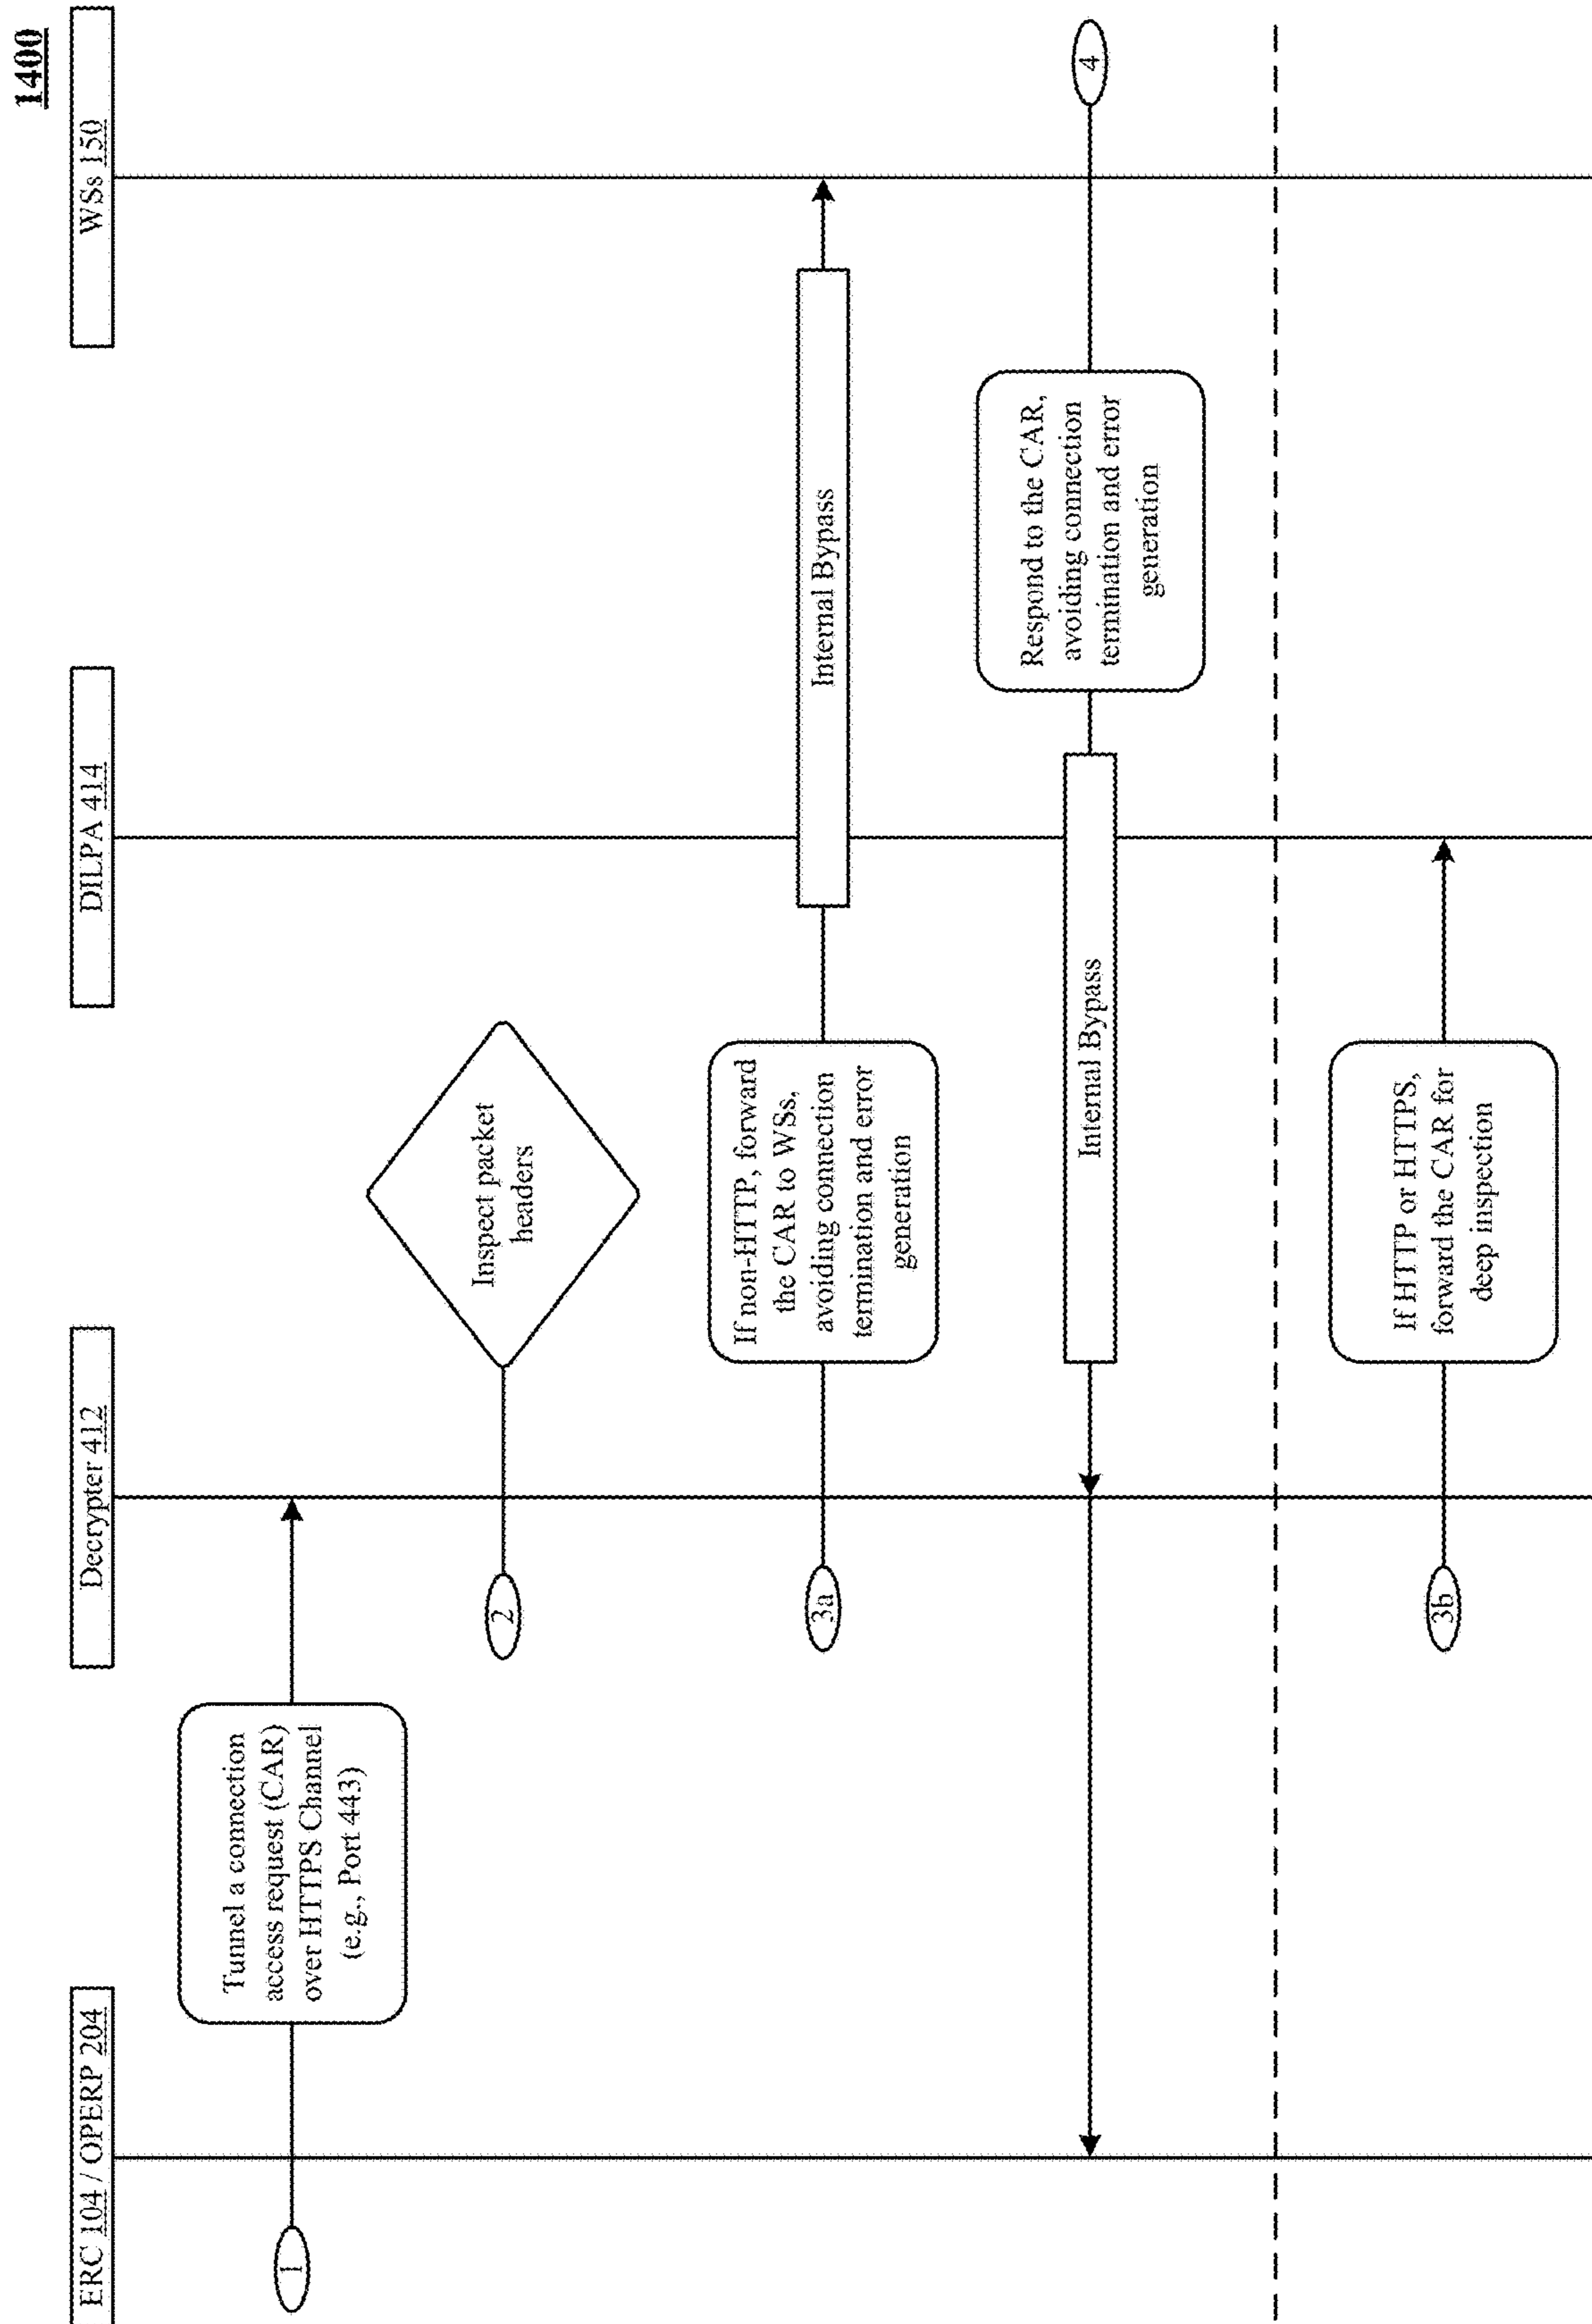 1400
ERC 104 / OPERP 204
Decrypter 412
DILPA 414
WSs 150
1
Tunnel a connection
access request (CAR)
over HTTPS Channel
(e.g., Port 443)
2
Inspect packet
headers
3a
If non-HTTP, forward
the CAR to WSs,
avoiding connection
termination and error
generation
Internal Bypass
4
Respond to the CAR,
avoiding connection
termination and error
generation
Internal Bypass
3b
If HTTP or HTTPS,
forward the CAR for
deep inspection